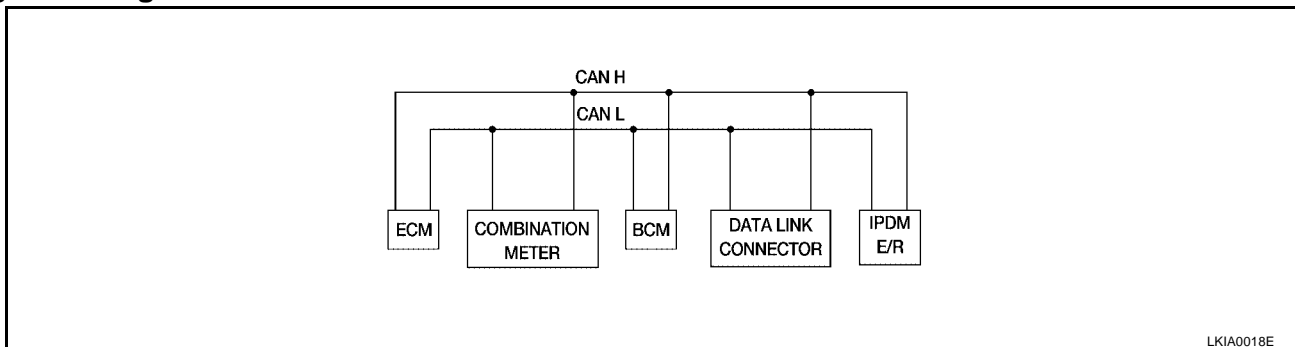 CAN H
CAN L
ECM
COMBINATION
METER
BCM
DATA LINK
CONNECTOR
IPDM
E/R
LKIA0018E